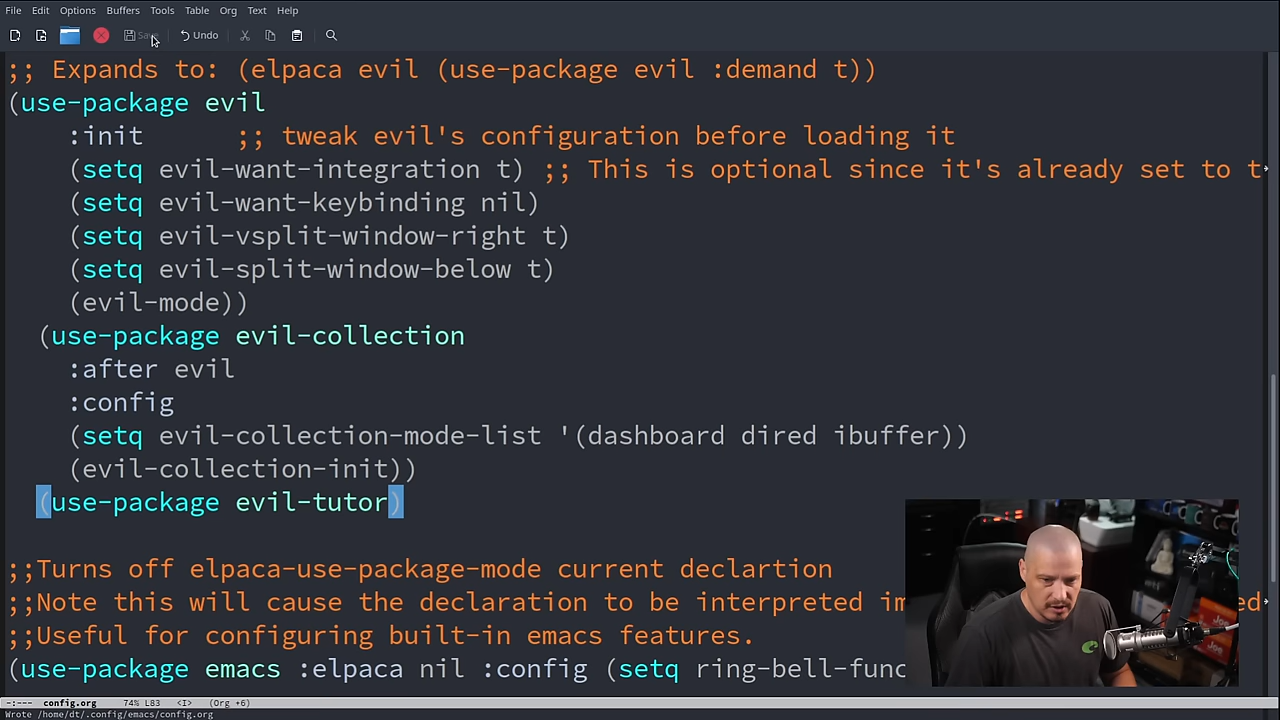 File Edit Options Buffers Tools Table Org Text Help
Save Undo
;; Expands to: (elpaca evil (use-package evil :demand t))
(use-package evil
:init ;; tweak evil's configuration before loading it
(setq evil-want-integration t) ;; This is optional since it's already set to t
(setq evil-want-keybinding nil)
(setq evil-vsplit-window-right t)
(setq evil-split-window-below t)
(evil-mode))
(use-package evil-collection
:after evil
:config
(setq evil-collection-mode-list '(dashboard dired ibuffer))
(evil-collection-init))
(use-package evil-tutor)
;;Turns off elpaca-use-package-mode current declartion
;;Note this will cause the declaration to be interpreted
;;Useful for configuring built-in emacs features.
(use-package emacs :elpaca nil :config (setq ring-bell-func
-:--- config.org 74% L83 <I> (Org +6)
Wrote /home/dt/.config/emacs/config.org